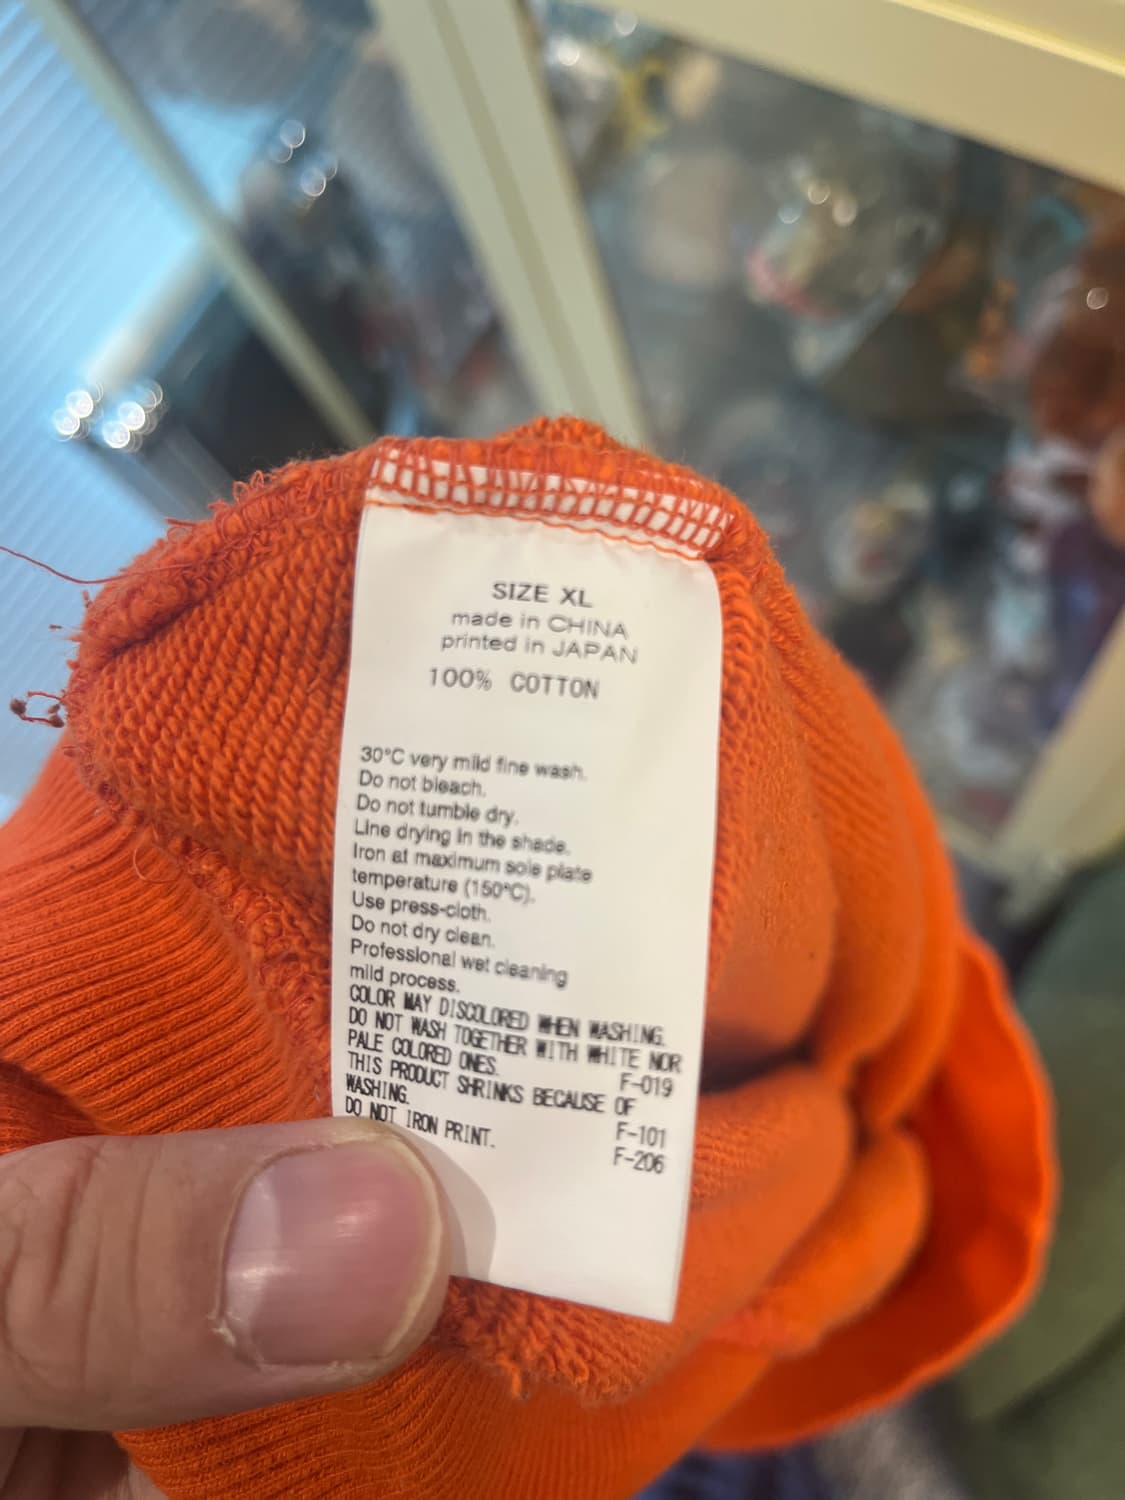 SIZE XL
made in CHINA
printed in JAPAN
100% COTTON
30°C very mild fine wash.
Do not bleach.
Do not tumble dry.
Line drying in the shade.
Iron at maximum sole plate
temperature (150°C).
Use press-cloth.
Do not dry clean.
Professional wet cleaning
mild process.
COLOR MAY DISCOLORED WHEN WASHING.
DO NOT WASH TOGETHER WITH WHITE NOR
PALE COLORED ONES.
F-019
THIS PRODUCT SHRINKS BECAUSE OF
WASHING.
F-101
DO NOT IRON PRINT.
F-206